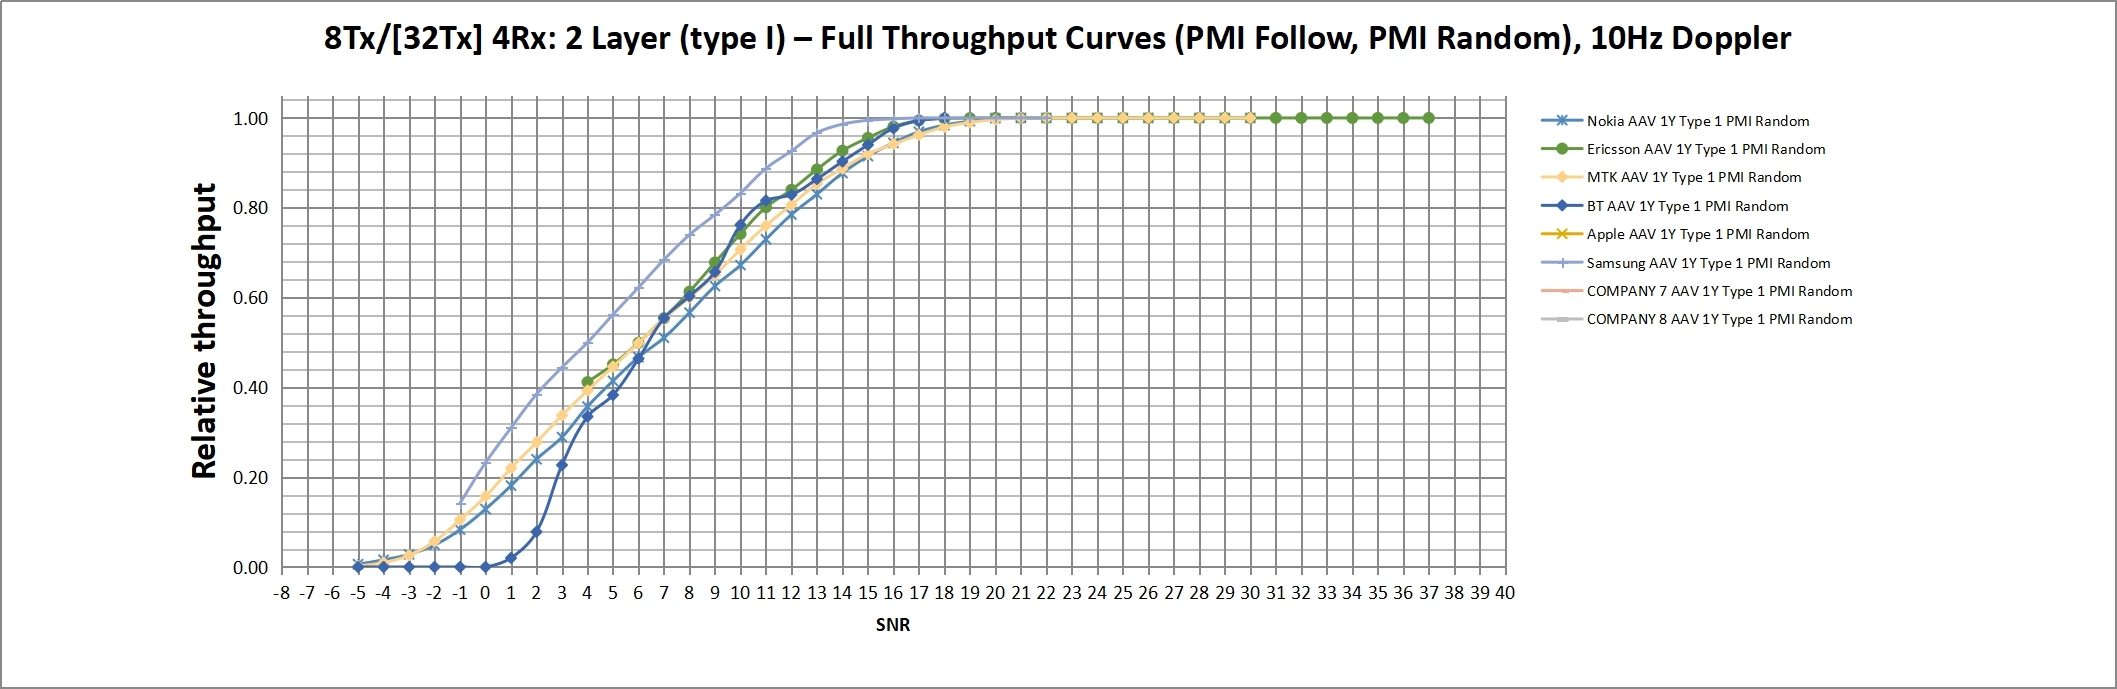 8Tx/[32Tx] 4Rx: 2 Layer (type I) – Full Throughput Curves (PMI Follow, PMI Random), 10Hz Doppler
Relative throughput
1.00
0.80
0.60
0.40
0.20
0.00
-8 -7 -6 -5 -4 -3 -2 -1 0 1 2 3 4 5 6 7 8 9 10 11 12 13 14 15 16 17 18 19 20 21 22 23 24 25 26 27 28 29 30 31 32 33 34 35 36 37 38 39 40
SNR
Nokia AAV 1Y Type 1 PMI Random
Ericsson AAV 1Y Type 1 PMI Random
MTK AAV 1Y Type 1 PMI Random
BT AAV 1Y Type 1 PMI Random
Apple AAV 1Y Type 1 PMI Random
Samsung AAV 1Y Type 1 PMI Random
COMPANY 7 AAV 1Y Type 1 PMI Random
COMPANY 8 AAV 1Y Type 1 PMI Random